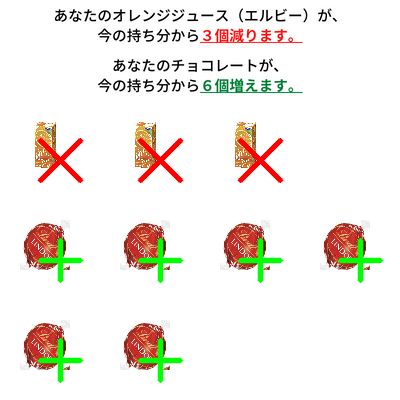 あなたのオレンジジュース（エルビー）が、
今の持ち分から３個減ります。
あなたのチョコレートが、
今の持ち分から６個増えます。